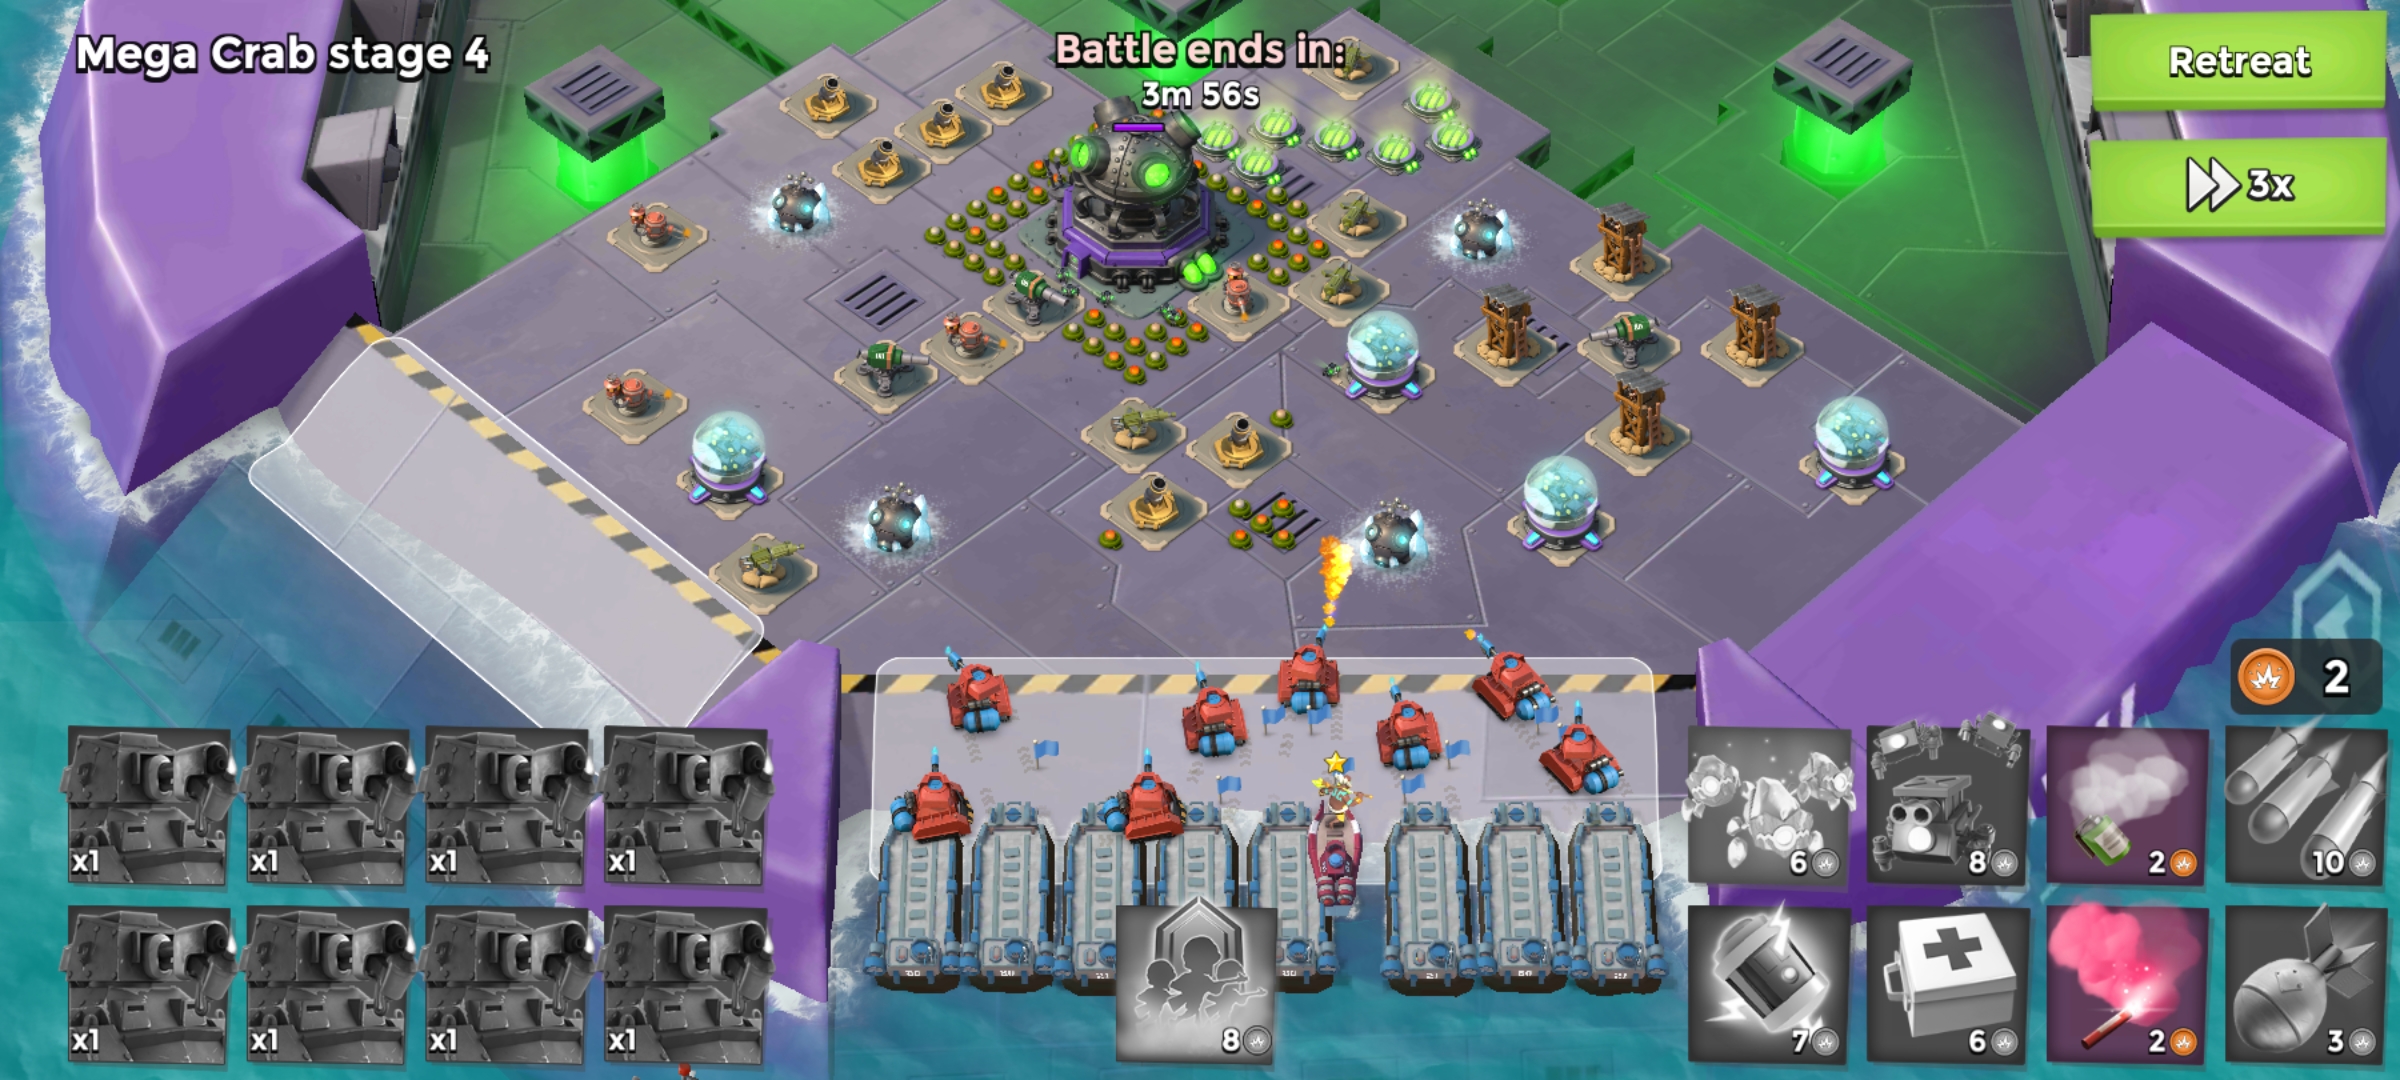 Mega Crab stage 4
Battle ends in:
3m 56s
Retreat
3x
2
x1
x1
x1
x1
6
8
2
10
x1
x1
x1
x1
8
7
6
2
3